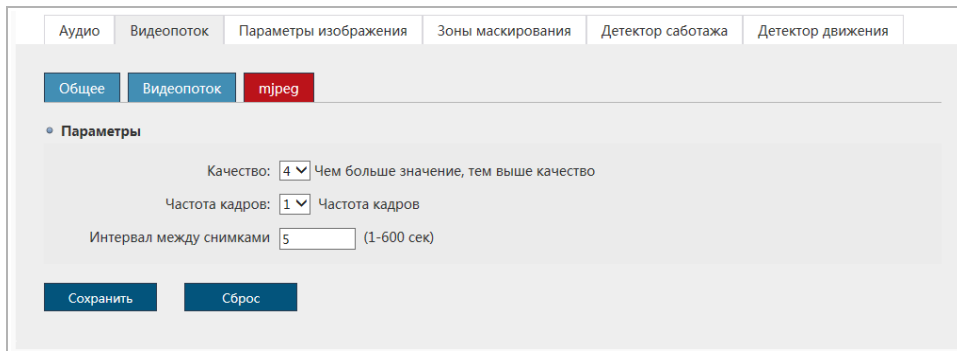 Аудио Видеопоток Параметры изображения Зоны маскирования Детектор саботажа Детектор движения
Общее Видеопоток mjpeg
Параметры
Качество: 4 Чем больше значение, тем выше качество
Частота кадров: 1 Частота кадров
Интервал между снимками 5 (1-600 сек)
Сохранить Сброс